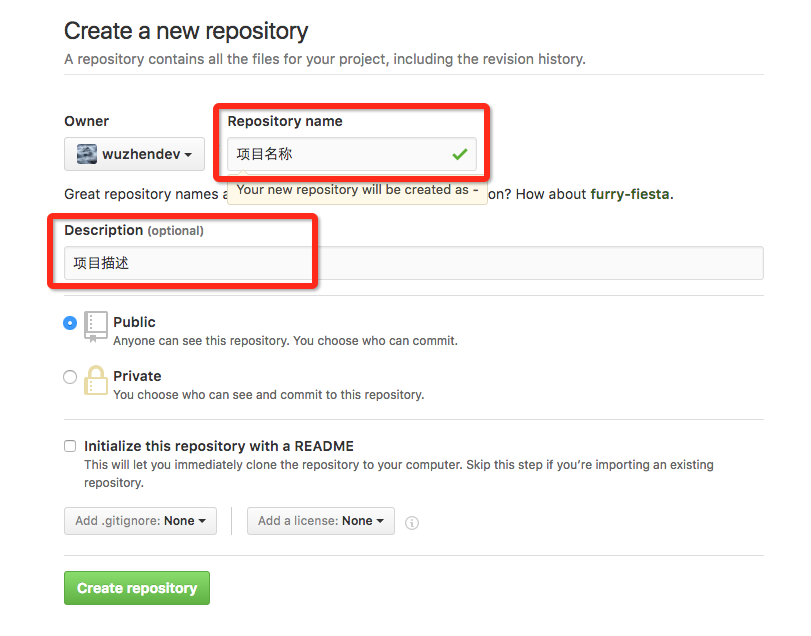 Create a new repository
A repository contains all the files for your project, including the revision history.
Owner
Repository name
wuzhendev
项目名称
Great repository names a
Your new repository will be created as -
on? How about furry-fiesta.
Description (optional)
项目描述
Public
Anyone can see this repository. You choose who can commit.
Private
You choose who can see and commit to this repository.
Initialize this repository with a README
This will let you immediately clone the repository to your computer. Skip this step if you’re importing an existing
repository.
Add .gitignore: None
Add a license: None
Create repository